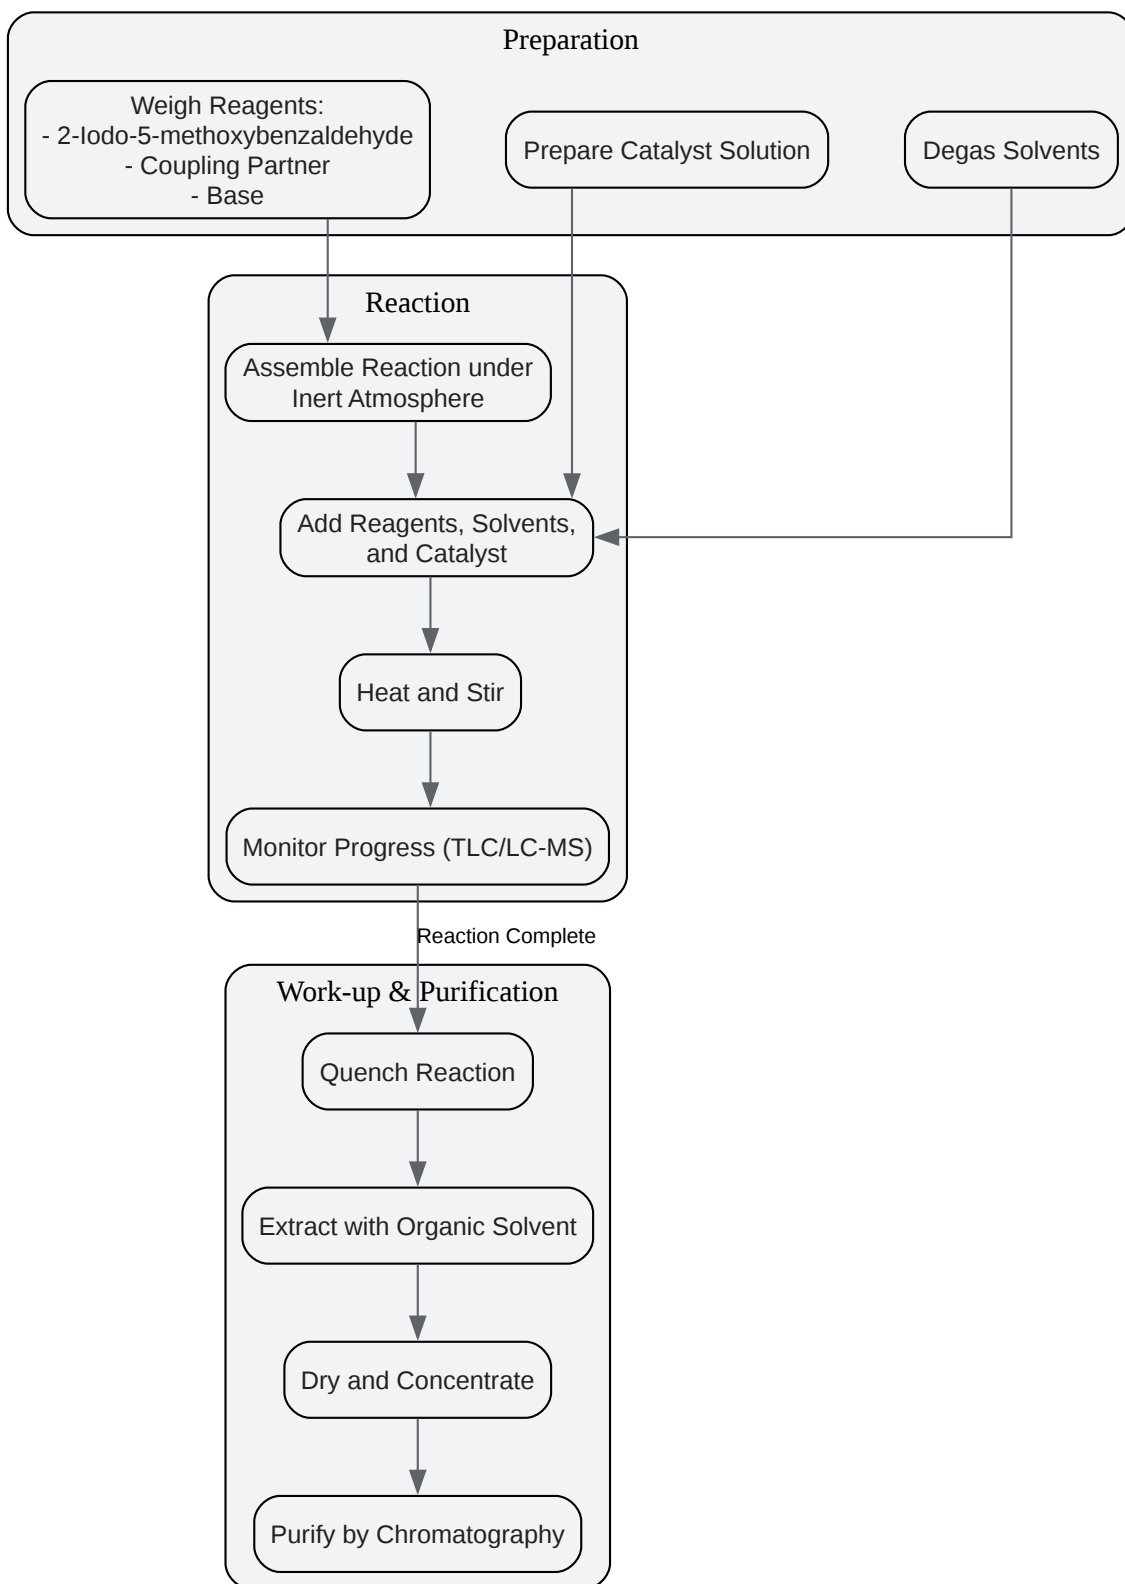 Preparation
Weigh Reagents:
- 2-Iodo-5-methoxybenzaldehyde
- Coupling Partner
- Base
Prepare Catalyst Solution
Degas Solvents
Reaction
Assemble Reaction under
Inert Atmosphere
Add Reagents, Solvents,
and Catalyst
Heat and Stir
Monitor Progress (TLC/LC-MS)
Reaction Complete
Work-up & Purification
Quench Reaction
Extract with Organic Solvent
Dry and Concentrate
Purify by Chromatography